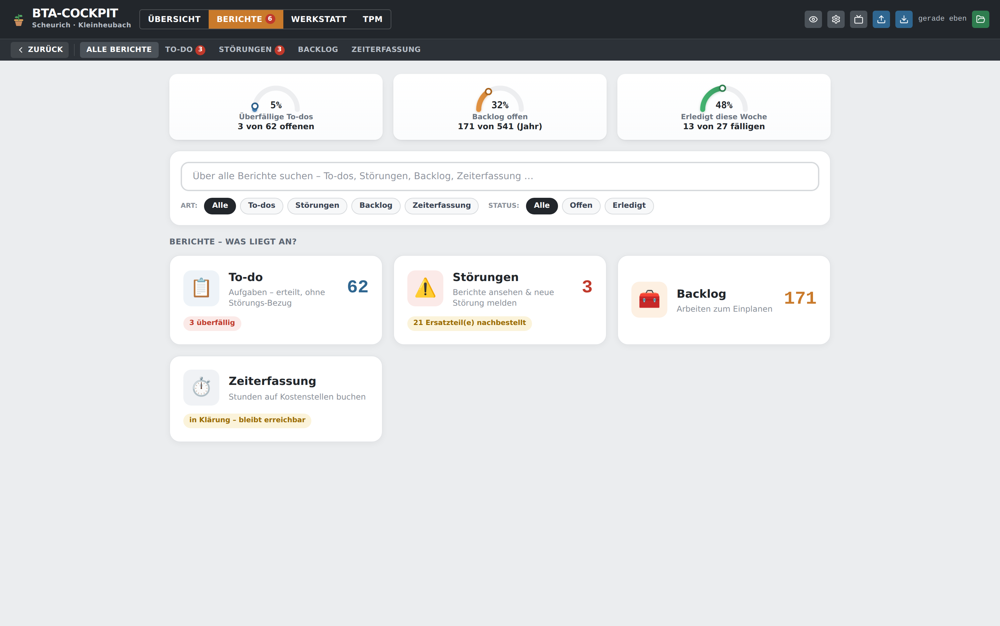 BTA-COCKPIT
Scheurich · Kleinheubach
ÜBERSICHT
BERICHTE 6
WERKSTATT
TPM
gerade eben
ZURÜCK
ALLE BERICHTE
TO-DO 3
STÖRUNGEN 3
BACKLOG
ZEITERFASSUNG
5%
Überfällige To-dos
3 von 62 offenen
32%
Backlog offen
171 von 541 (Jahr)
48%
Erledigt diese Woche
13 von 27 fälligen
Über alle Berichte suchen – To-dos, Störungen, Backlog, Zeiterfassung …
ART: Alle To-dos Störungen Backlog Zeiterfassung STATUS: Alle Offen Erledigt
BERICHTE – WAS LIEGT AN?
To-do
Aufgaben – erteilt, ohne
Störungs-Bezug
62
3 überfällig
Störungen
Berichte ansehen & neue
Störung melden
3
21 Ersatzteil(e) nachbestellt
Backlog
Arbeiten zum Einplanen
171
Zeiterfassung
Stunden auf Kostenstellen buchen
in Klärung – bleibt erreichbar